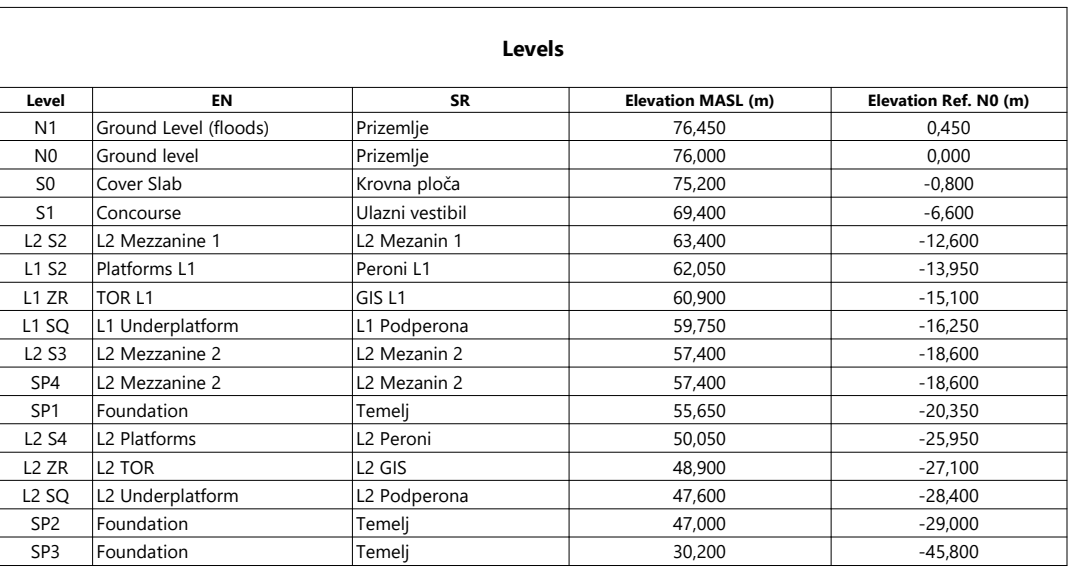 Levels
Level EN SR Elevation MASL (m) Elevation Ref. N0 (m)
N1 Ground Level (floods) Prizemlje 76,450 0,450
N0 Ground level Prizemlje 76,000 0,000
S0 Cover Slab Krovna ploča 75,200 -0,800
S1 Concourse Ulazni vestibil 69,400 -6,600
L2 S2 L2 Mezzanine 1 L2 Mezanin 1 63,400 -12,600
L1 S2 Platforms L1 Peroni L1 62,050 -13,950
L1 ZR TOR L1 GIS L1 60,900 -15,100
L1 SQ L1 Underplatform L1 Podperona 59,750 -16,250
L2 S3 L2 Mezzanine 2 L2 Mezanin 2 57,400 -18,600
SP4 L2 Mezzanine 2 L2 Mezanin 2 57,400 -18,600
SP1 Foundation Temelj 55,650 -20,350
L2 S4 L2 Platforms L2 Peroni 50,050 -25,950
L2 ZR L2 TOR L2 GIS 48,900 -27,100
L2 SQ L2 Underplatform L2 Podperona 47,600 -28,400
SP2 Foundation Temelj 47,000 -29,000
SP3 Foundation Temelj 30,200 -45,800